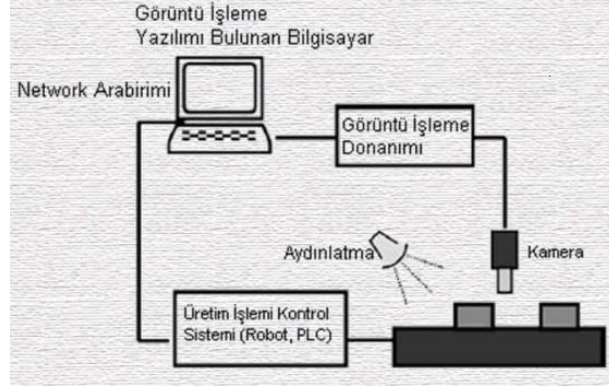 Görüntü İşleme
Yazılımı Bulunan Bilgisayar
Network Arabirimi
Görüntü İşleme
Donanımı
Aydınlatma
Kamera
Üretim İşlemi Kontrol
Sistemi (Robot, PLC)